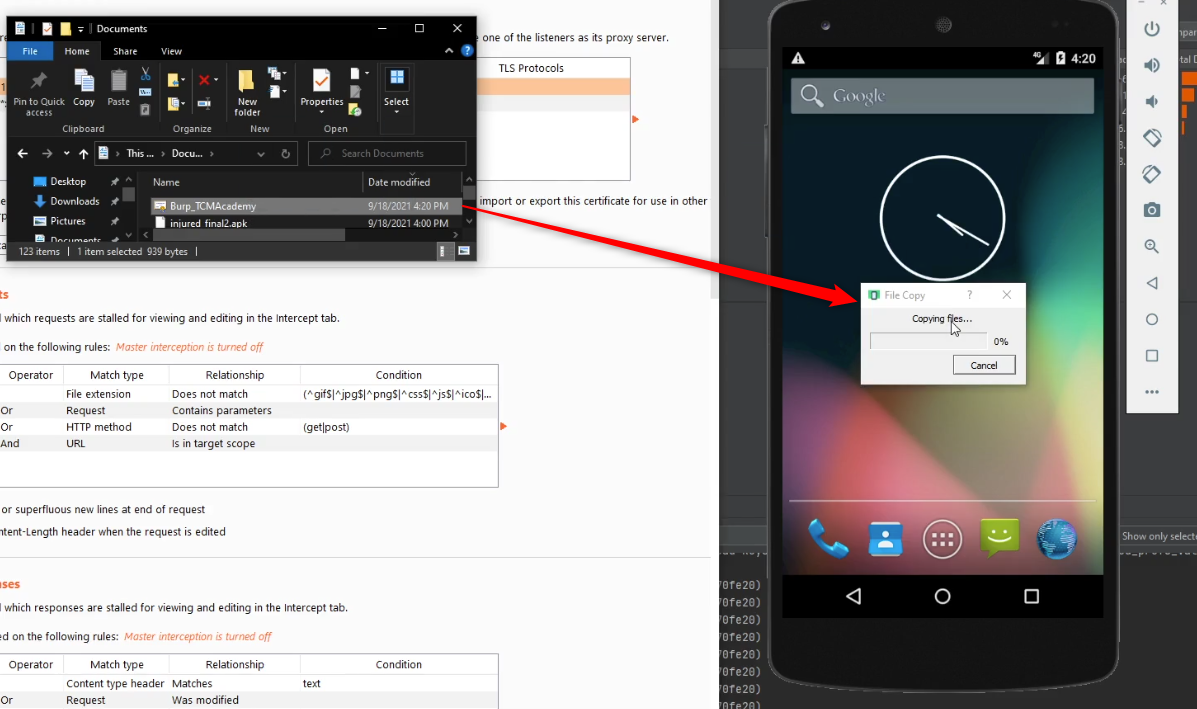 Documents
File Home Share View
Pin to Quick access
Copy
Paste
New folder
Properties
Select
Clipboard Organize New Open
This ... Docu...
Search Documents
Name Date modified
Desktop
Downloads
Pictures
Documents
Burp_TCMAcademy 9/18/2021 4:20 PM
injured_final2.apk 9/18/2021 4:00 PM
123 items 1 item selected 939 bytes
one of the listeners as its proxy server.
TLS Protocols
import or export this certificate for use in other
which requests are stalled for viewing and editing in the Intercept tab.
on the following rules: Master interception is turned off
Operator Match type Relationship Condition
File extension Does not match (^gif$|^jpg$|^png$|^css$|^js$|^ico$|...
Or Request Contains parameters
Or HTTP method Does not match (get|post)
And URL Is in target scope
or superfluous new lines at end of request
ntent-Length header when the request is edited
which responses are stalled for viewing and editing in the Intercept tab.
ed on the following rules: Master interception is turned off
Operator Match type Relationship Condition
Content type header Matches text
Or Request Was modified
4G 4:20
Google
File Copy ?
Copying files...
0%
Cancel
Show only selecte
70fe20)
70fe20)
70fe20)
70fe20)
70fe20)
70fe20)
70fe20)
70fe20)